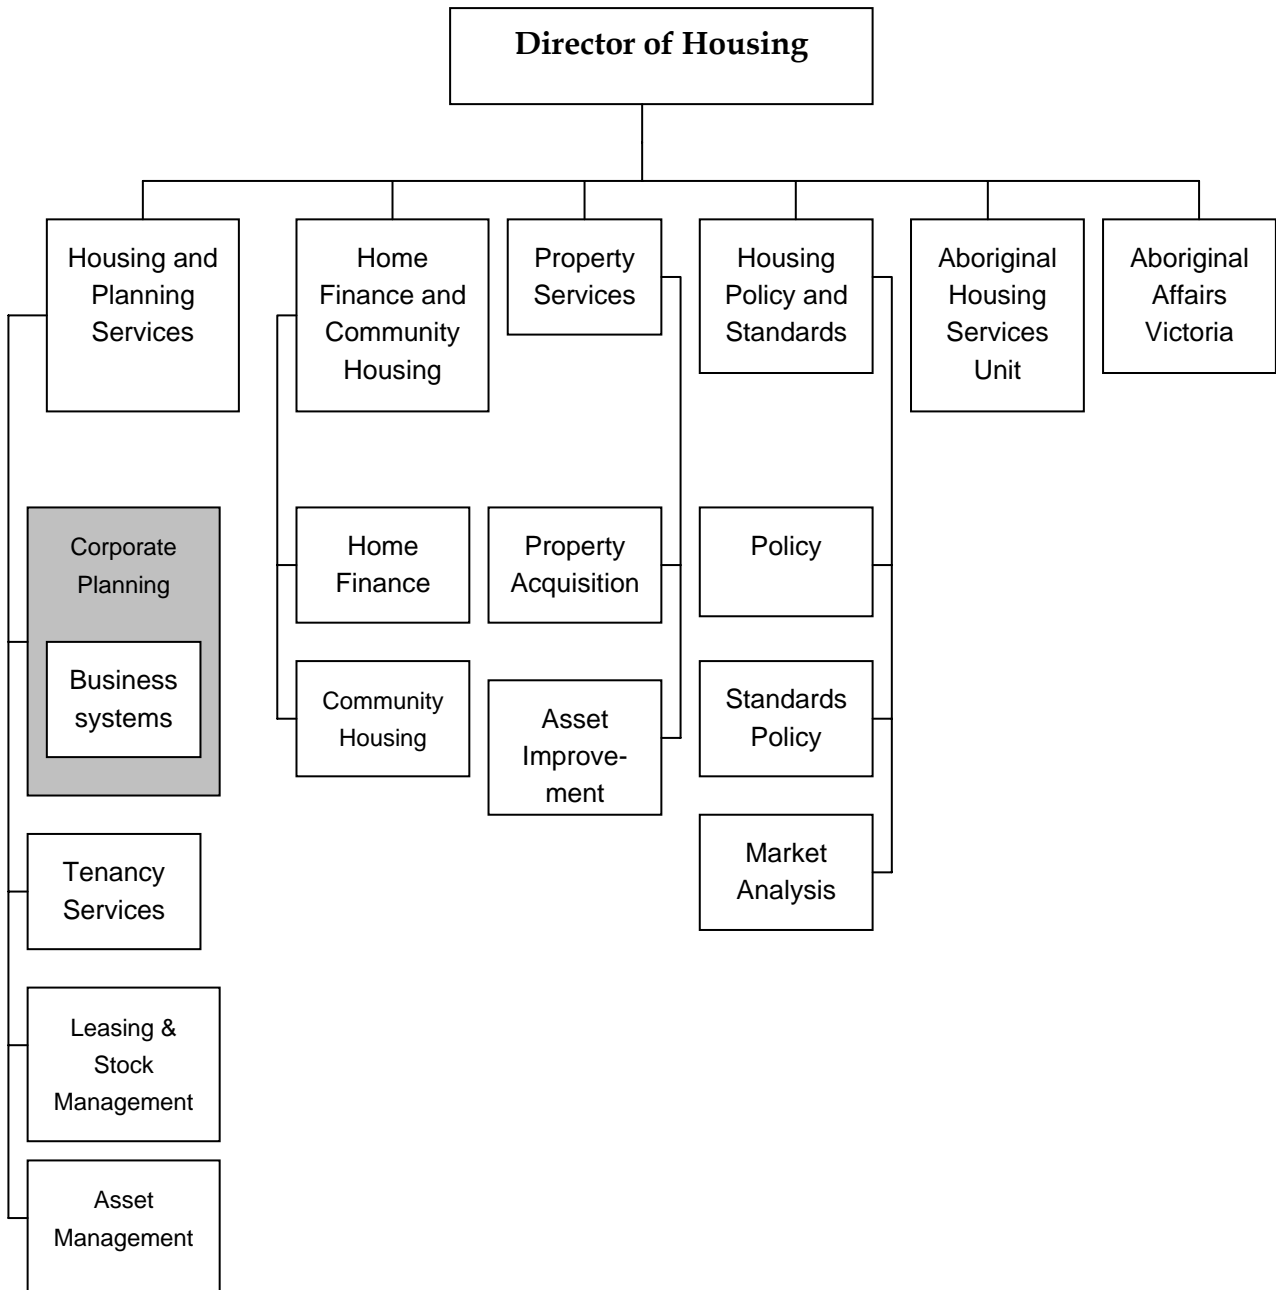 Director of Housing
Housing and
Planning
Services
Home
Finance and
Community
Housing
Property
Services
Housing
Policy and
Standards
Aboriginal
Housing
Services
Unit
Aboriginal
Affairs
Victoria
Corporate
Planning
Business
systems
Tenancy
Services
Leasing &
Stock
Management
Asset
Management
Home
Finance
Community
Housing
Property
Acquisition
Asset
Improve-
ment
Policy
Standards
Policy
Market
Analysis